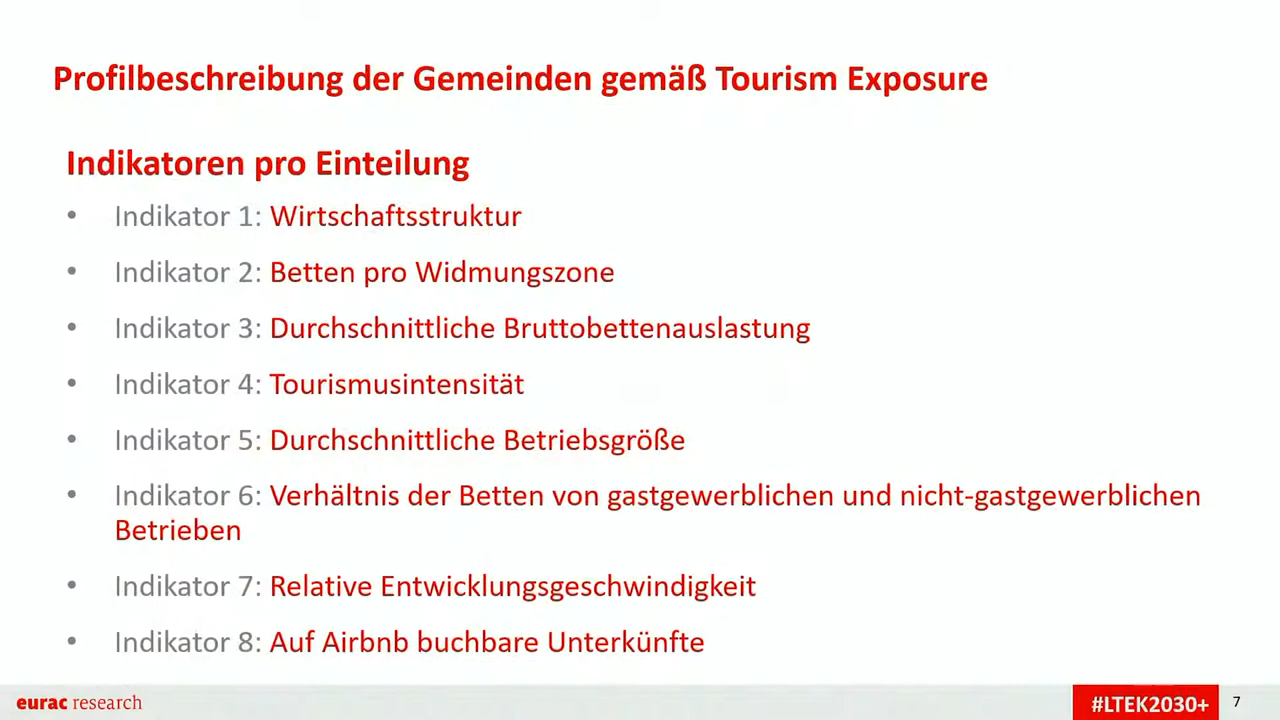 Profilbeschreibung der Gemeinden gemäß Tourism Exposure
Indikatoren pro Einteilung
• Indikator 1: Wirtschaftsstruktur
• Indikator 2: Betten pro Widmungszone
• Indikator 3: Durchschnittliche Bruttobettenauslastung
• Indikator 4: Tourismusintensität
• Indikator 5: Durchschnittliche Betriebsgröße
• Indikator 6: Verhältnis der Betten von gastgewerblichen und nicht-gastgewerblichen
Betrieben
• Indikator 7: Relative Entwicklungsgeschwindigkeit
• Indikator 8: Auf Airbnb buchbare Unterkünfte
eurac research
#LTEK2030+
7